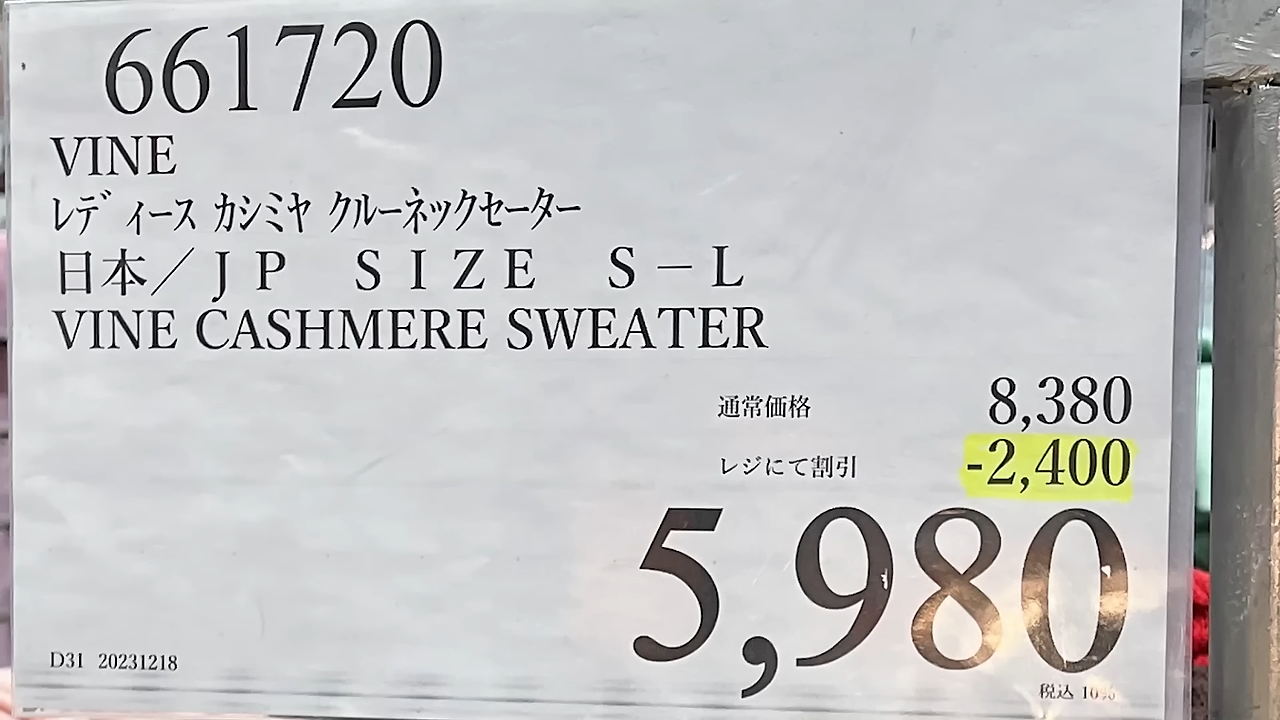 661720
VINE
レディース カシミヤ クルーネックセーター
日本／ＪＰ　ＳＩＺＥ　Ｓ－Ｌ
VINE CASHMERE SWEATER
通常価格 8,380
レジにて割引 -2,400
5,980
税込 10%
D31 20231218